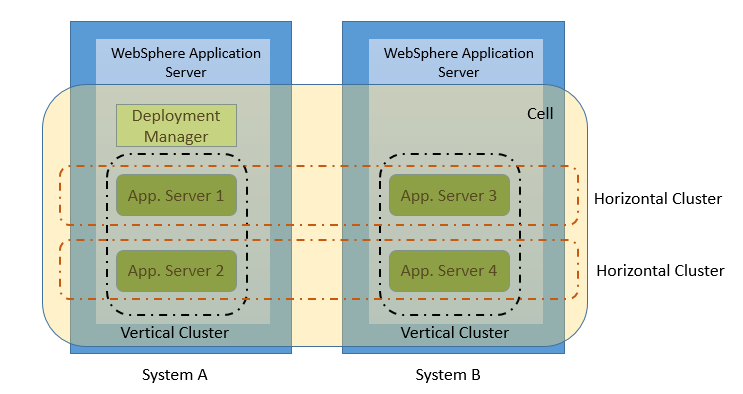 WebSphere Application
Server
WebSphere Application
Server
Deployment
Manager
Cell
App. Server 1
App. Server 3
Horizontal Cluster
App. Server 2
App. Server 4
Horizontal Cluster
Vertical Cluster
Vertical Cluster
System A
System B